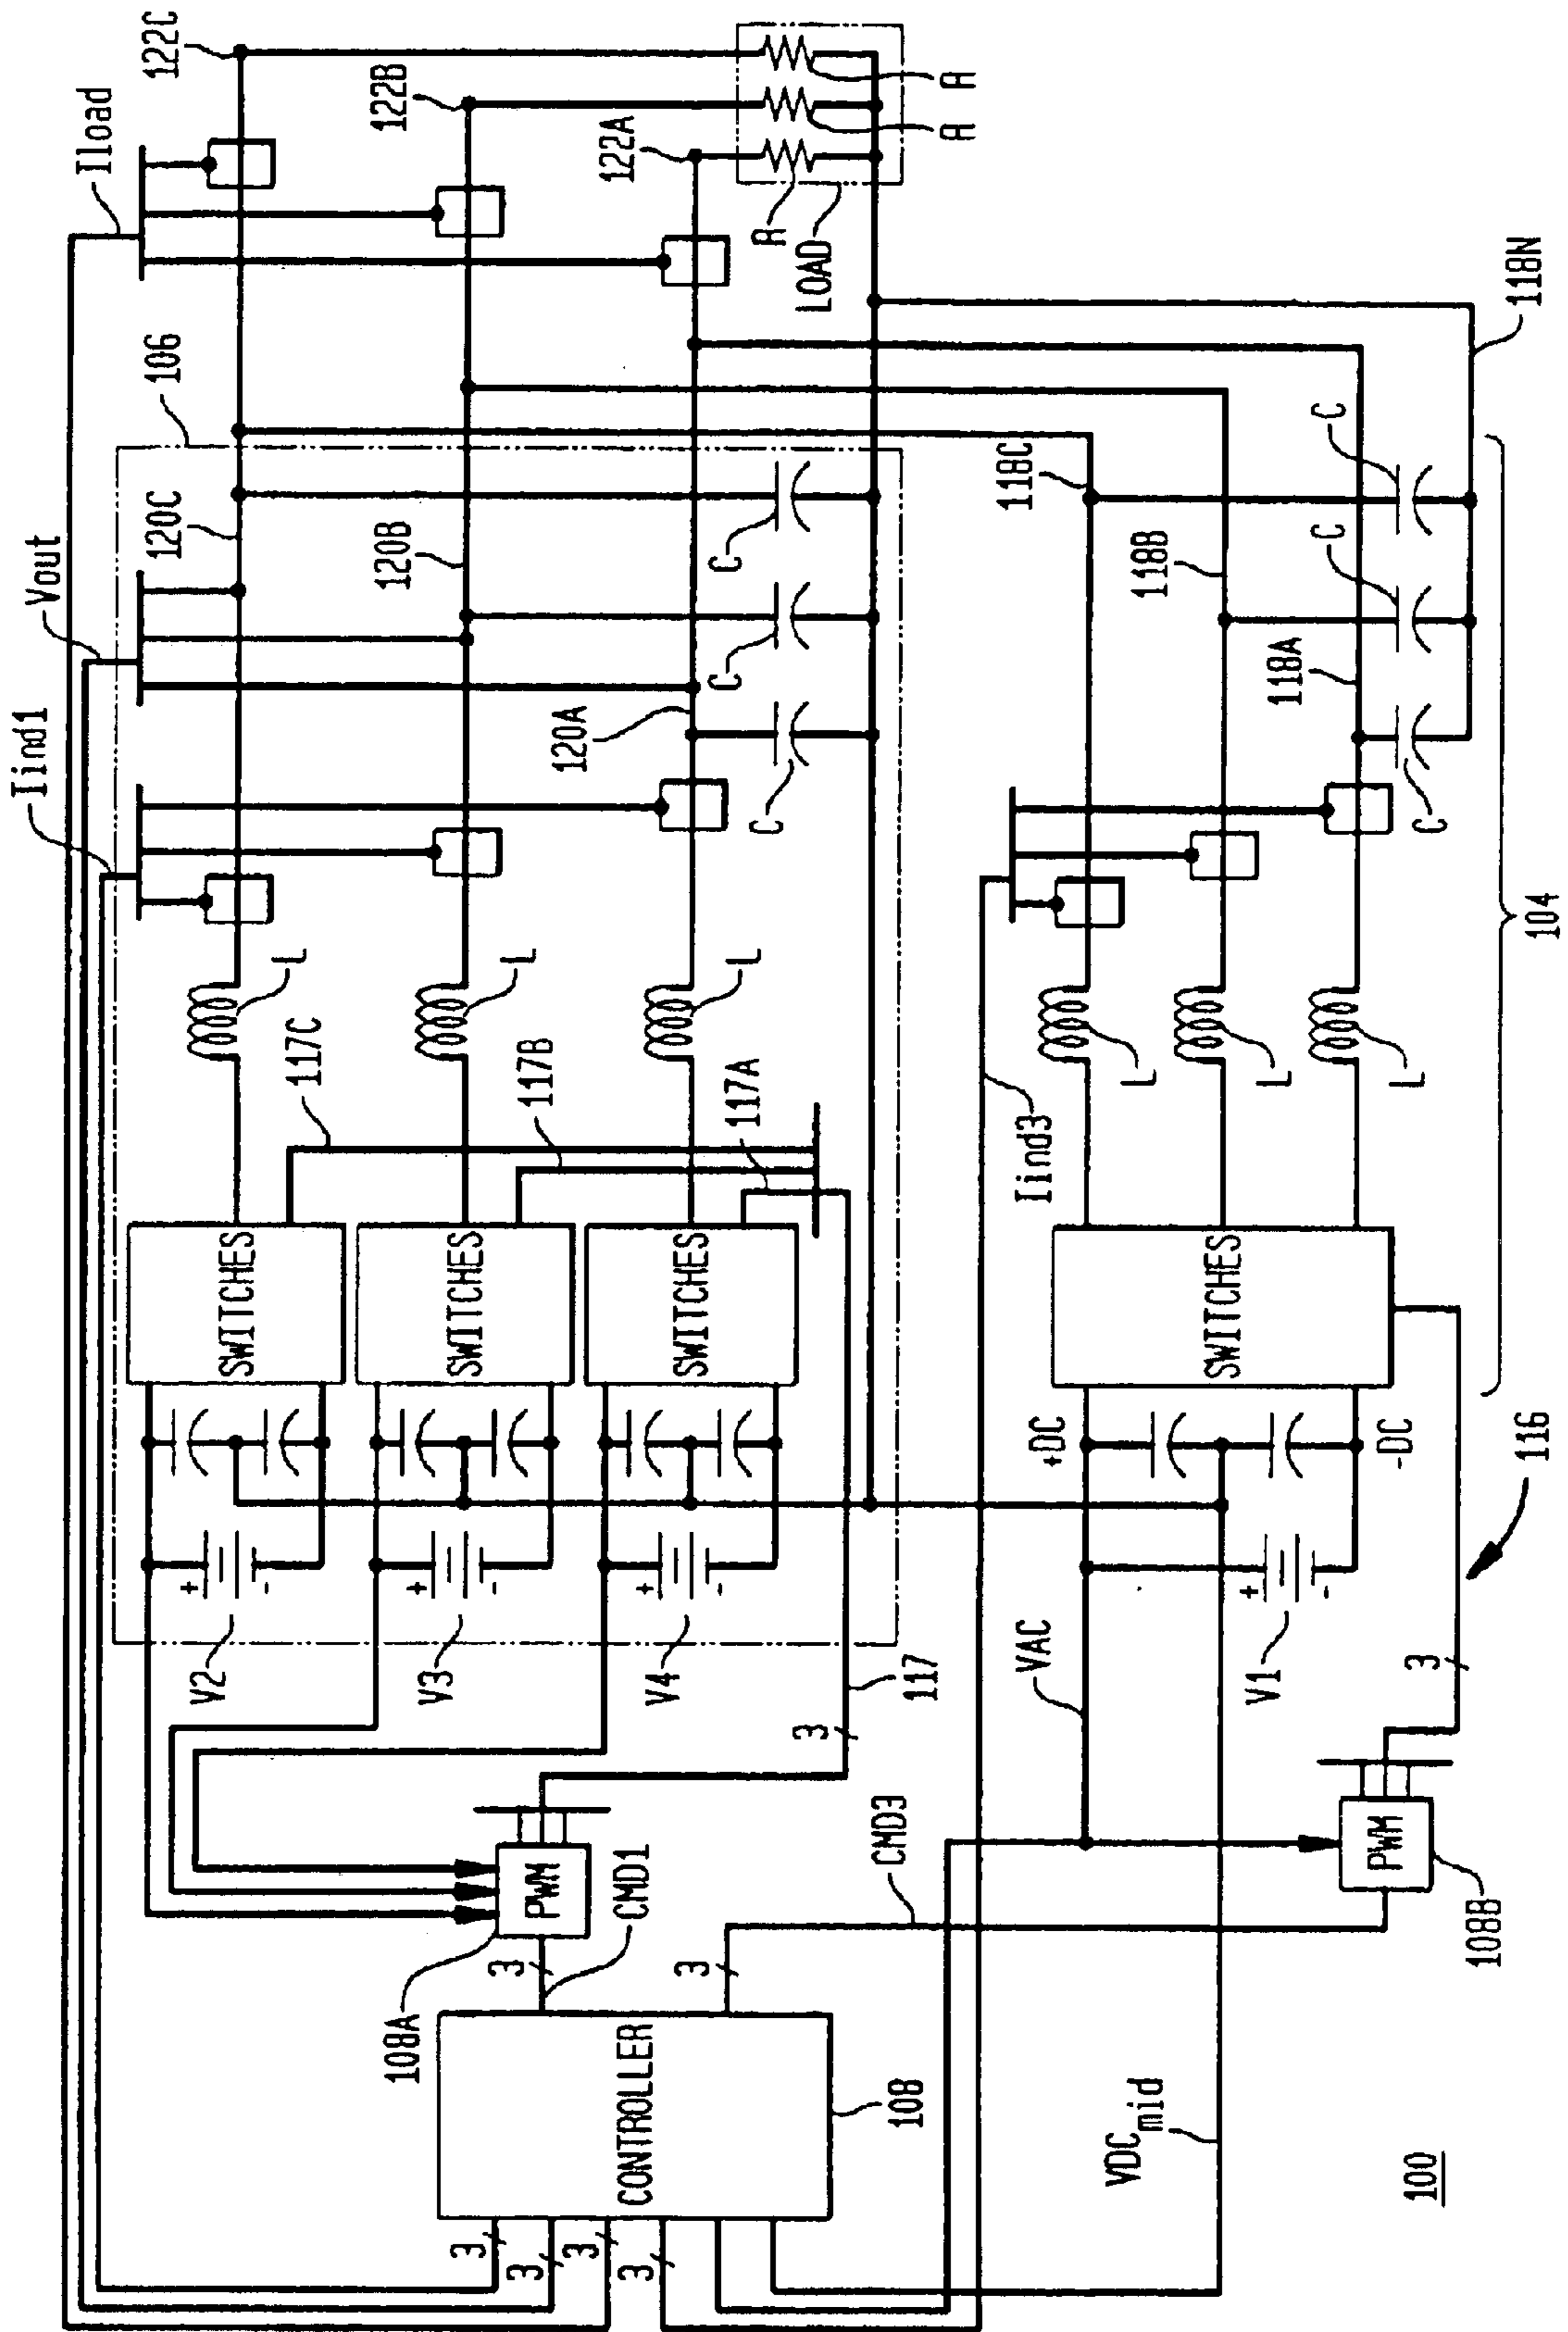 Iind1
Vout
Iload
106
120C
122C
120B
122B
120A
122A
117C
117B
117A
L
L
L
C
C
C
R
R
R
LOAD
SWITCHES
SWITCHES
SWITCHES
+
-
+
-
+
-
V2
V3
V4
117
3
PWM
108A
CMD1
3
CONTROLLER
108
3
3
3
3
3
CMD3
VDCmid
VAC
V1
+
-
+DC
-DC
SWITCHES
Iind3
L
L
L
118C
118B
118A
118N
C
C
C
104
116
3
PWM
108B
100